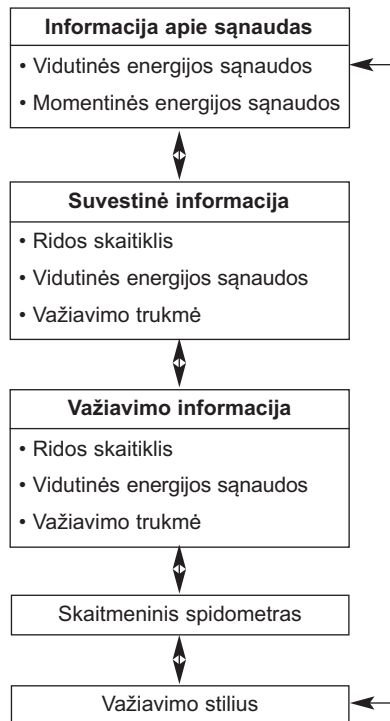 Informacija apie sąnaudas
• Vidutinės energijos sąnaudos
• Momentinės energijos sąnaudos
Suvestinė informacija
• Ridos skaitiklis
• Vidutinės energijos sąnaudos
• Važiavimo trukmė
Važiavimo informacija
• Ridos skaitiklis
• Vidutinės energijos sąnaudos
• Važiavimo trukmė
Skaitmeninis spidometras
Važiavimo stilius